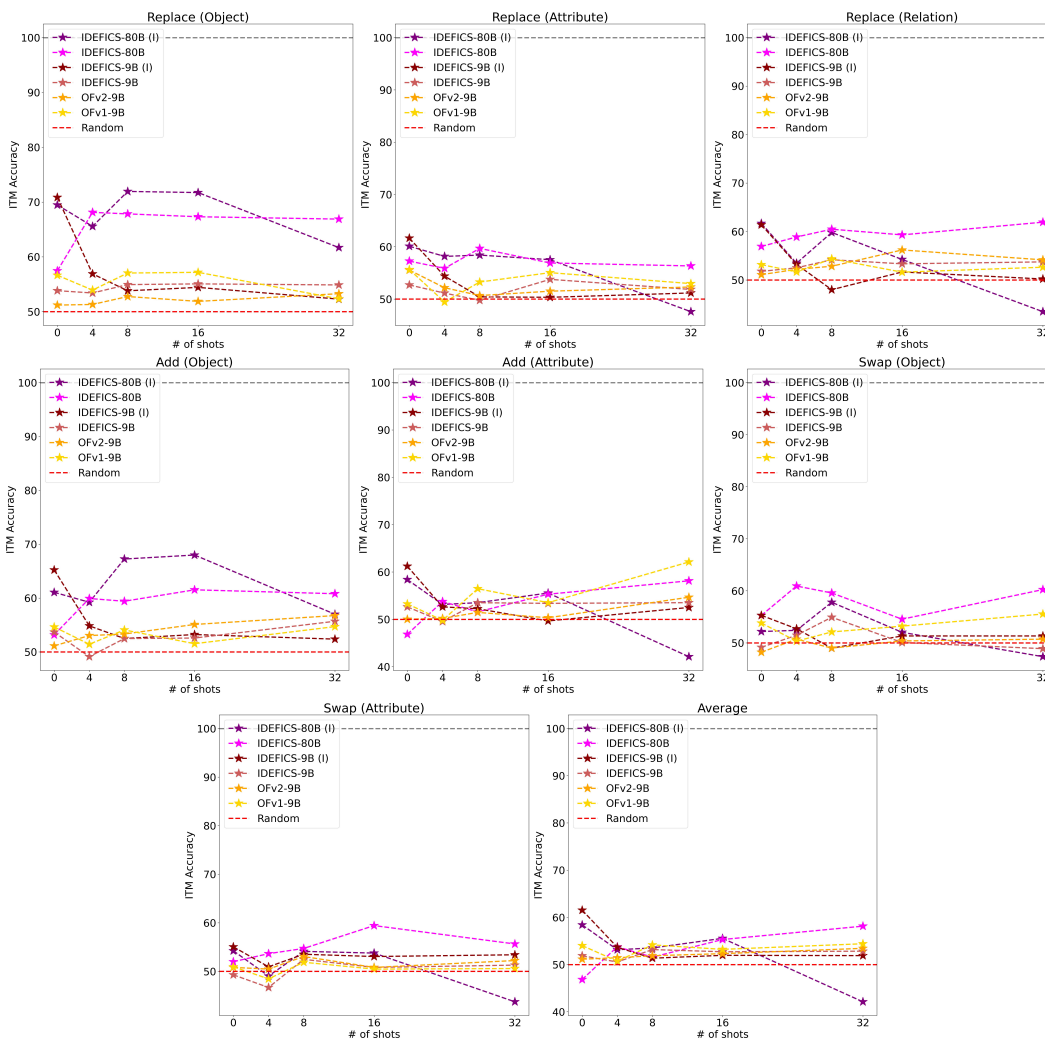 Replace (Object)
100
90
80
70
60
50
ITM Accuracy
IDEFICS-80B (I)
IDEFICS-80B
IDEFICS-9B (I)
IDEFICS-9B
OFv2-9B
OFv1-9B
Random
0 4 8 16 32
# of shots
Replace (Attribute)
100
90
80
70
60
50
ITM Accuracy
IDEFICS-80B (I)
IDEFICS-80B
IDEFICS-9B (I)
IDEFICS-9B
OFv2-9B
OFv1-9B
Random
0 4 8 16 32
# of shots
Replace (Relation)
100
90
80
70
60
50
ITM Accuracy
IDEFICS-80B (I)
IDEFICS-80B
IDEFICS-9B (I)
IDEFICS-9B
OFv2-9B
OFv1-9B
Random
0 4 8 16 32
# of shots
Add (Object)
100
90
80
70
60
50
ITM Accuracy
IDEFICS-80B (I)
IDEFICS-80B
IDEFICS-9B (I)
IDEFICS-9B
OFv2-9B
OFv1-9B
Random
0 4 8 16 32
# of shots
Add (Attribute)
100
90
80
70
60
50
40
ITM Accuracy
IDEFICS-80B (I)
IDEFICS-80B
IDEFICS-9B (I)
IDEFICS-9B
OFv2-9B
OFv1-9B
Random
0 4 8 16 32
# of shots
Swap (Object)
100
90
80
70
60
50
ITM Accuracy
IDEFICS-80B (I)
IDEFICS-80B
IDEFICS-9B (I)
IDEFICS-9B
OFv2-9B
OFv1-9B
Random
0 4 8 16 32
# of shots
Swap (Attribute)
100
90
80
70
60
50
ITM Accuracy
IDEFICS-80B (I)
IDEFICS-80B
IDEFICS-9B (I)
IDEFICS-9B
OFv2-9B
OFv1-9B
Random
0 4 8 16 32
# of shots
Average
100
90
80
70
60
50
40
ITM Accuracy
IDEFICS-80B (I)
IDEFICS-80B
IDEFICS-9B (I)
IDEFICS-9B
OFv2-9B
OFv1-9B
Random
0 4 8 16 32
# of shots